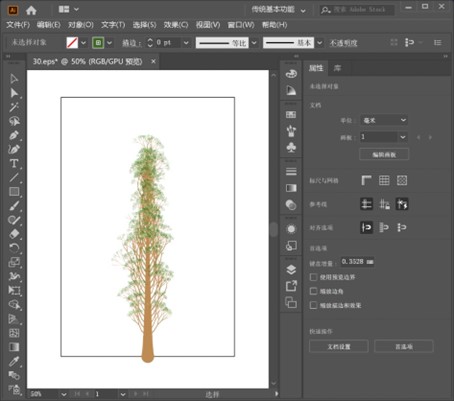 Ai
传统基本功能
搜索 Adobe Stock
文件(F) 编辑(E) 对象(O) 文字(T) 选择(S) 效果(C) 视图(V) 窗口(W) 帮助(H)
未选择对象 描边: 0 pt 等比 基本 不透明度
30.eps* @ 50% (RGB/GPU 预览) ×
属性 库
未选择对象
文档
单位: 毫米
画板: 1
编辑画板
标尺与网格
参考线
对齐选项
首选项
键盘增量: 0.3528 mm
使用预览边界
缩放边角
缩放描边和效果
快速操作
文档设置 首选项
50% 1 选择